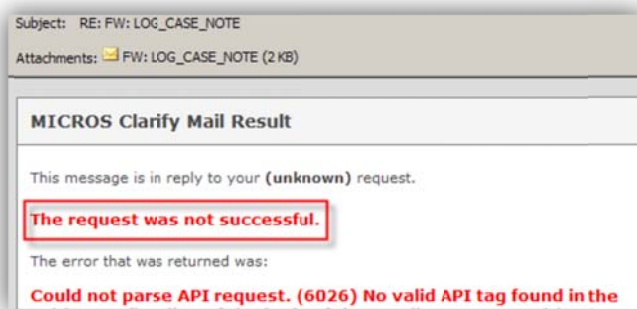 Subject: RE: FW: LOG_CASE_NOTE
Attachments: FW: LOG_CASE_NOTE (2 KB)
MICROS Clarify Mail Result
This message is in reply to your (unknown) request.
The request was not successful.
The error that was returned was:
Could not parse API request. (6026) No valid API tag found in the